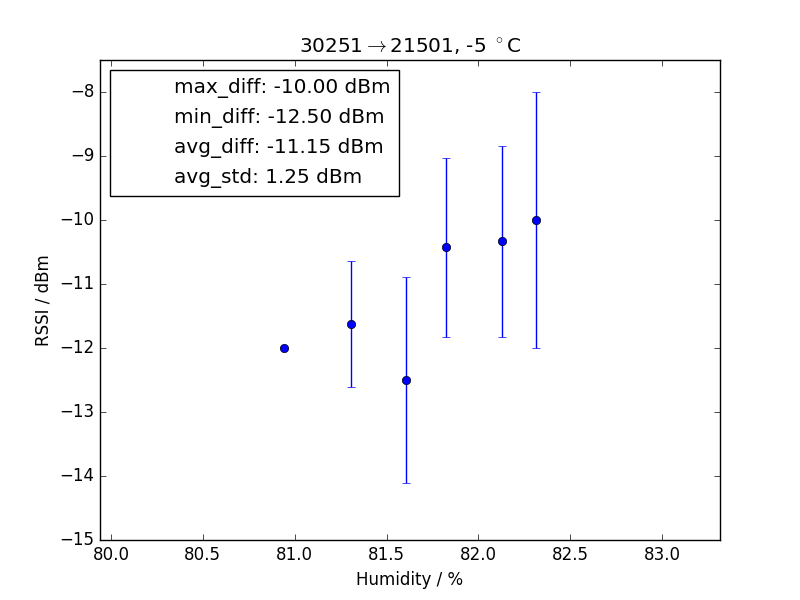 30251→21501, -5 °C
max_diff: -10.00 dBm
min_diff: -12.50 dBm
avg_diff: -11.15 dBm
avg_std: 1.25 dBm
−8
−9
−10
−11
−12
−13
−14
−15
RSSI / dBm
80.0 80.5 81.0 81.5 82.0 82.5 83.0
Humidity / %